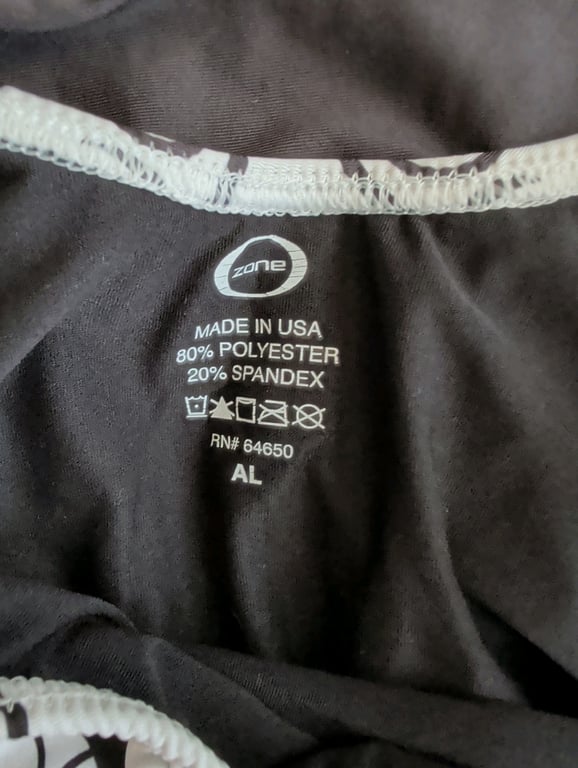 zone
MADE IN USA
80% POLYESTER
20% SPANDEX
RN# 64650
AL